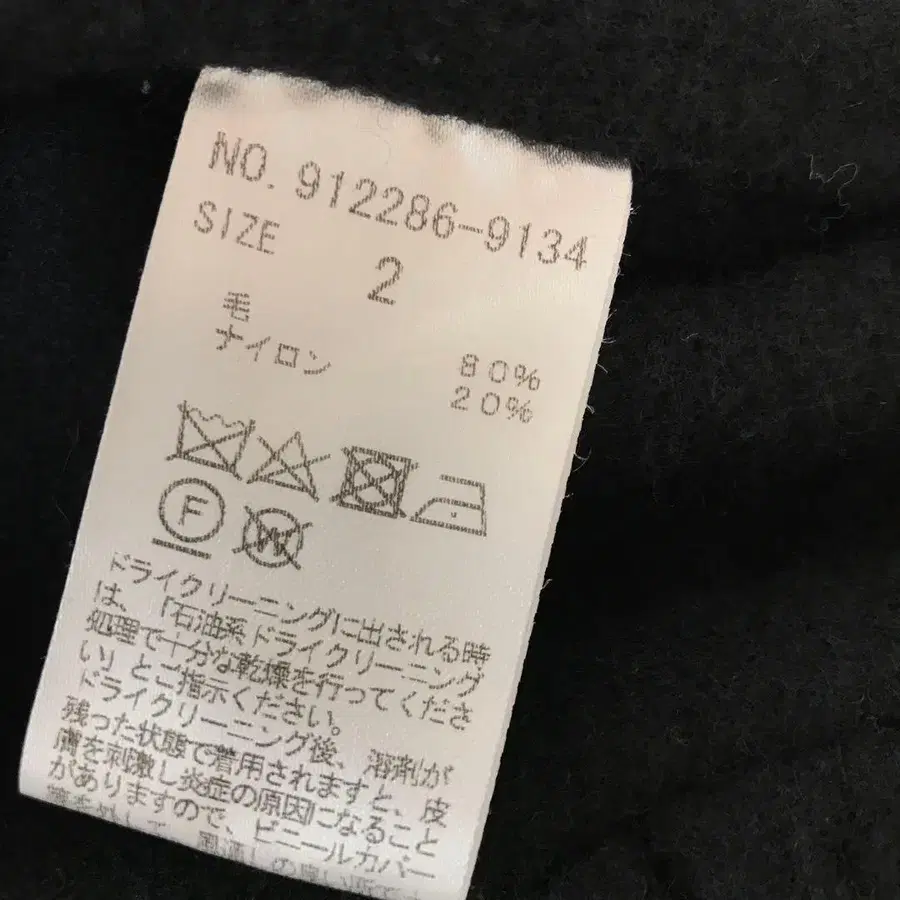 NO. 912286-9134
SIZE
2
毛 80%
ナイロン 20%
F
W
ドライクリーニングに出される時
は、「石油系ドライクリーニング
処理で十分な乾燥を行ってくださ
い」とご指示ください。
ドライクリーニング後、溶剤が
残った状態で着用されますと、皮
膚を刺激し炎症の原因になること
がありますので、ビニールカバー